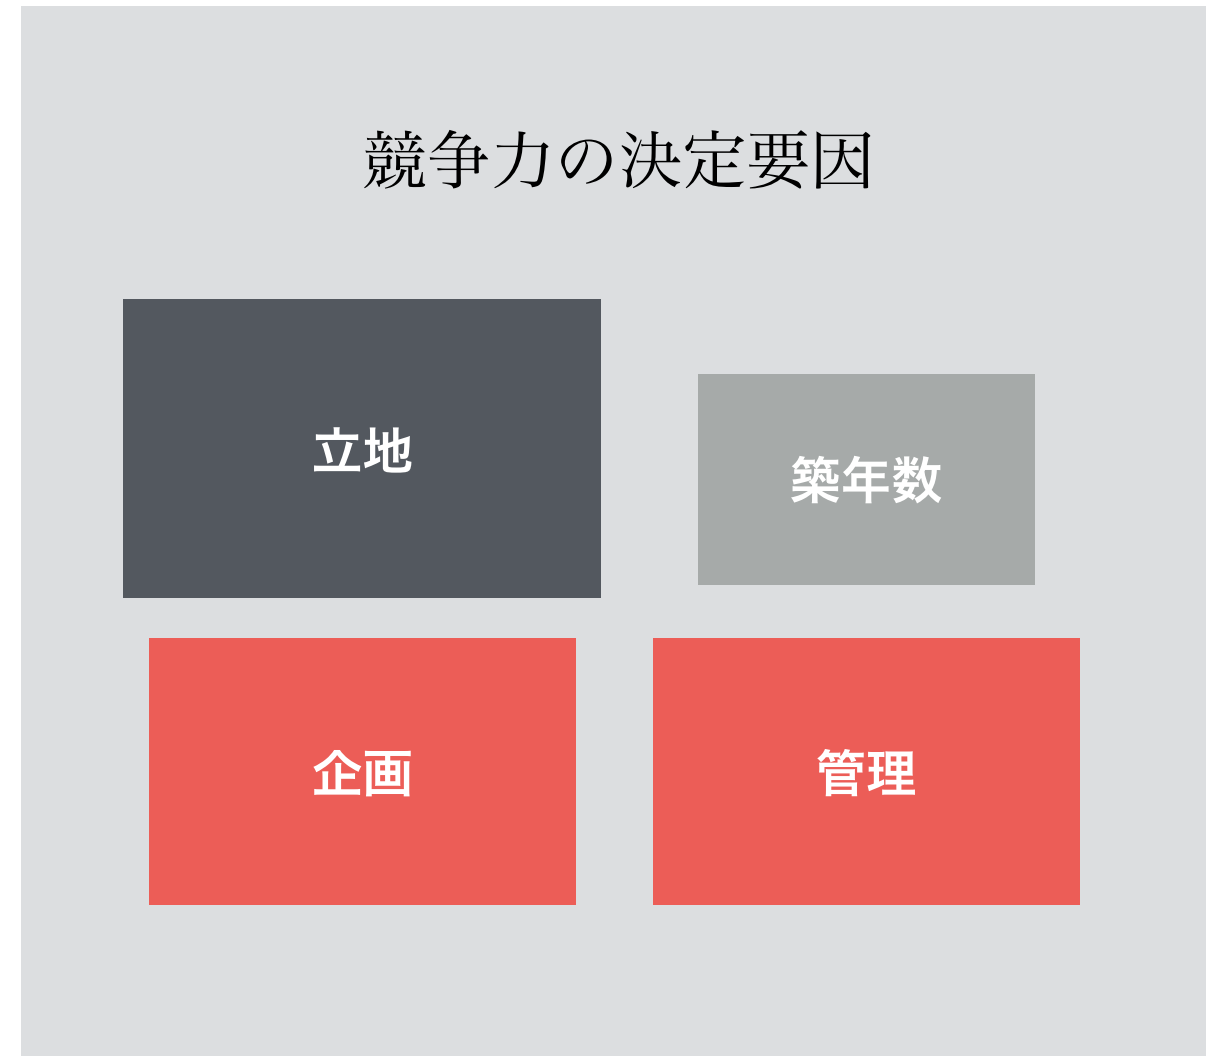 競争力の決定要因
立地
築年数
企画
管理